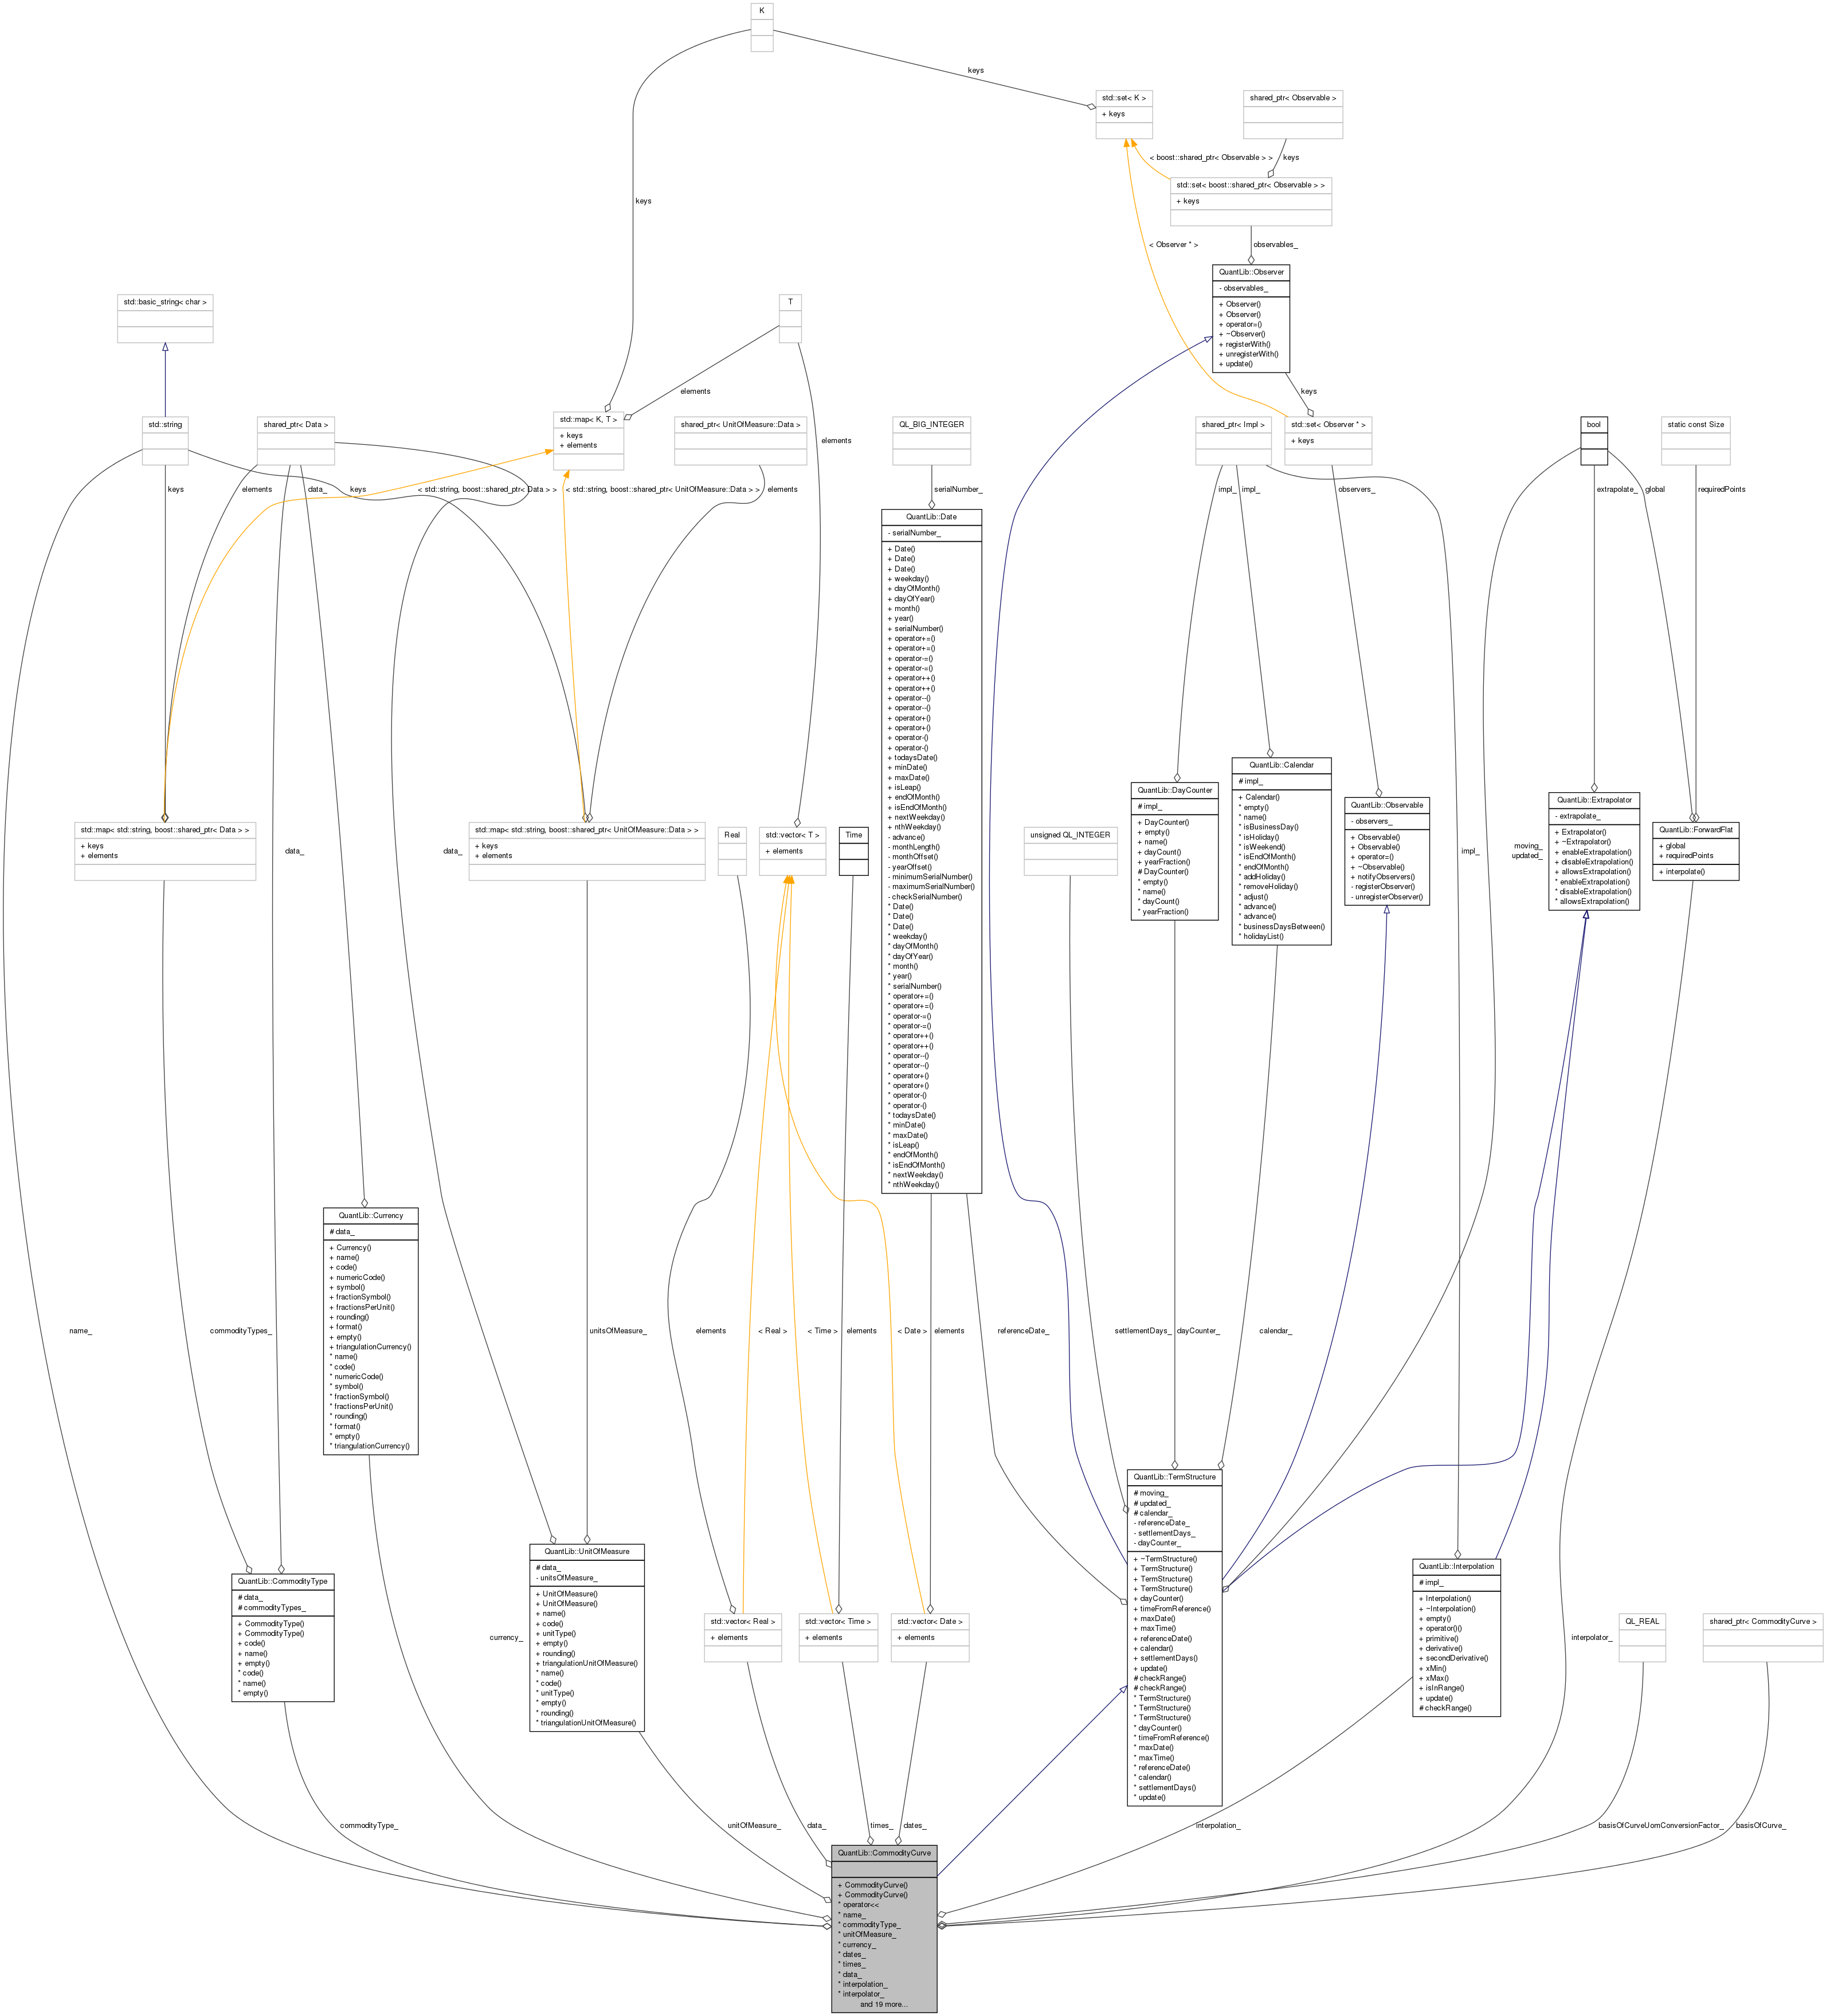 K
keys
std::set< K >
+ keys
shared_ptr< Observable >
< boost::shared_ptr< Observable > >
keys
std::set< boost::shared_ptr< Observable > >
+ keys
keys
< Observer * >
observables_
QuantLib::Observer
- observables_
+ Observer()
+ Observer()
+ operator=()
+ ~Observer()
+ registerWith()
+ unregisterWith()
+ update()
std::basic_string< char >
T
elements
keys
std::string
shared_ptr< Data >
std::map< K, T >
+ keys
+ elements
shared_ptr< UnitOfMeasure::Data >
elements
QL_BIG_INTEGER
shared_ptr< Impl >
std::set< Observer * >
+ keys
bool
static const Size
keys
elements
data_
keys
< std::string, boost::shared_ptr< Data > >
< std::string, boost::shared_ptr< UnitOfMeasure::Data > >
elements
serialNumber_
impl_
impl_
observers_
extrapolate_
global
requiredPoints
QuantLib::Date
- serialNumber_
+ Date()
+ Date()
+ Date()
+ weekday()
+ dayOfMonth()
+ dayOfYear()
+ month()
+ year()
+ serialNumber()
+ operator+=()
+ operator+=()
+ operator-=()
+ operator-=()
+ operator++()
+ operator++()
+ operator--()
+ operator--()
+ operator+()
+ operator+()
+ operator-()
+ operator-()
+ todaysDate()
+ minDate()
+ maxDate()
+ isLeap()
+ endOfMonth()
+ isEndOfMonth()
+ nextWeekday()
+ nthWeekday()
- advance()
- monthLength()
- monthOffset()
- yearOffset()
- minimumSerialNumber()
- maximumSerialNumber()
- checkSerialNumber()
* Date()
* Date()
* Date()
* weekday()
* dayOfMonth()
* dayOfYear()
* month()
* year()
* serialNumber()
* operator+=()
* operator+=()
* operator-=()
* operator-=()
* operator++()
* operator++()
* operator--()
* operator--()
* operator+()
* operator+()
* operator-()
* operator-()
* todaysDate()
* minDate()
* maxDate()
* isLeap()
* endOfMonth()
* isEndOfMonth()
* nextWeekday()
* nthWeekday()
std::map< std::string, boost::shared_ptr< Data > >
+ keys
+ elements
data_
data_
std::map< std::string, boost::shared_ptr< UnitOfMeasure::Data > >
+ keys
+ elements
Real
std::vector< T >
+ elements
Time
unsigned QL_INTEGER
QuantLib::DayCounter
# impl_
+ DayCounter()
+ empty()
+ name()
+ dayCount()
+ yearFraction()
# DayCounter()
* empty()
* name()
* dayCount()
* yearFraction()
QuantLib::Calendar
# impl_
+ Calendar()
* empty()
* name()
* isBusinessDay()
* isHoliday()
* isWeekend()
* isEndOfMonth()
* endOfMonth()
* addHoliday()
* removeHoliday()
* adjust()
* advance()
* advance()
* businessDaysBetween()
* holidayList()
QuantLib::Observable
- observers_
+ Observable()
+ Observable()
+ operator=()
+ ~Observable()
+ notifyObservers()
- registerObserver()
- unregisterObserver()
impl_
moving_
updated_
QuantLib::Extrapolator
- extrapolate_
+ Extrapolator()
+ ~Extrapolator()
+ enableExtrapolation()
+ disableExtrapolation()
+ allowsExtrapolation()
* enableExtrapolation()
* disableExtrapolation()
* allowsExtrapolation()
QuantLib::ForwardFlat
+ global
+ requiredPoints
+ interpolate()
QuantLib::Currency
# data_
+ Currency()
+ name()
+ code()
+ numericCode()
+ symbol()
+ fractionSymbol()
+ fractionsPerUnit()
+ rounding()
+ format()
+ empty()
+ triangulationCurrency()
* name()
* code()
* numericCode()
* symbol()
* fractionSymbol()
* fractionsPerUnit()
* rounding()
* format()
* empty()
* triangulationCurrency()
name_
commodityTypes_
unitsOfMeasure_
elements
< Real >
< Time >
elements
< Date >
elements
referenceDate_
settlementDays_
dayCounter_
calendar_
QuantLib::TermStructure
# moving_
# updated_
# calendar_
- referenceDate_
- settlementDays_
- dayCounter_
+ ~TermStructure()
+ TermStructure()
+ TermStructure()
+ TermStructure()
+ dayCounter()
+ timeFromReference()
+ maxDate()
+ maxTime()
+ referenceDate()
+ calendar()
+ settlementDays()
+ update()
# checkRange()
# checkRange()
* TermStructure()
* TermStructure()
* TermStructure()
* dayCounter()
* timeFromReference()
* maxDate()
* maxTime()
* referenceDate()
* calendar()
* settlementDays()
* update()
QuantLib::CommodityType
# data_
# commodityTypes_
+ CommodityType()
+ CommodityType()
+ code()
+ name()
+ empty()
* code()
* name()
* empty()
currency_
QuantLib::UnitOfMeasure
# data_
- unitsOfMeasure_
+ UnitOfMeasure()
+ UnitOfMeasure()
+ name()
+ code()
+ unitType()
+ empty()
+ rounding()
+ triangulationUnitOfMeasure()
* name()
* code()
* unitType()
* empty()
* rounding()
* triangulationUnitOfMeasure()
std::vector< Real >
+ elements
std::vector< Time >
+ elements
std::vector< Date >
+ elements
QuantLib::Interpolation
# impl_
+ Interpolation()
+ ~Interpolation()
+ empty()
+ operator()()
+ primitive()
+ derivative()
+ secondDerivative()
+ xMin()
+ xMax()
+ isInRange()
+ update()
# checkRange()
interpolator_
QL_REAL
shared_ptr< CommodityCurve >
commodityType_
unitOfMeasure_
data_
times_
dates_
interpolation_
basisOfCurveUomConversionFactor_
basisOfCurve_
QuantLib::CommodityCurve
+ CommodityCurve()
+ CommodityCurve()
* operator<<
* name_
* commodityType_
* unitOfMeasure_
* currency_
* dates_
* times_
* data_
* interpolation_
* interpolator_
and 19 more...